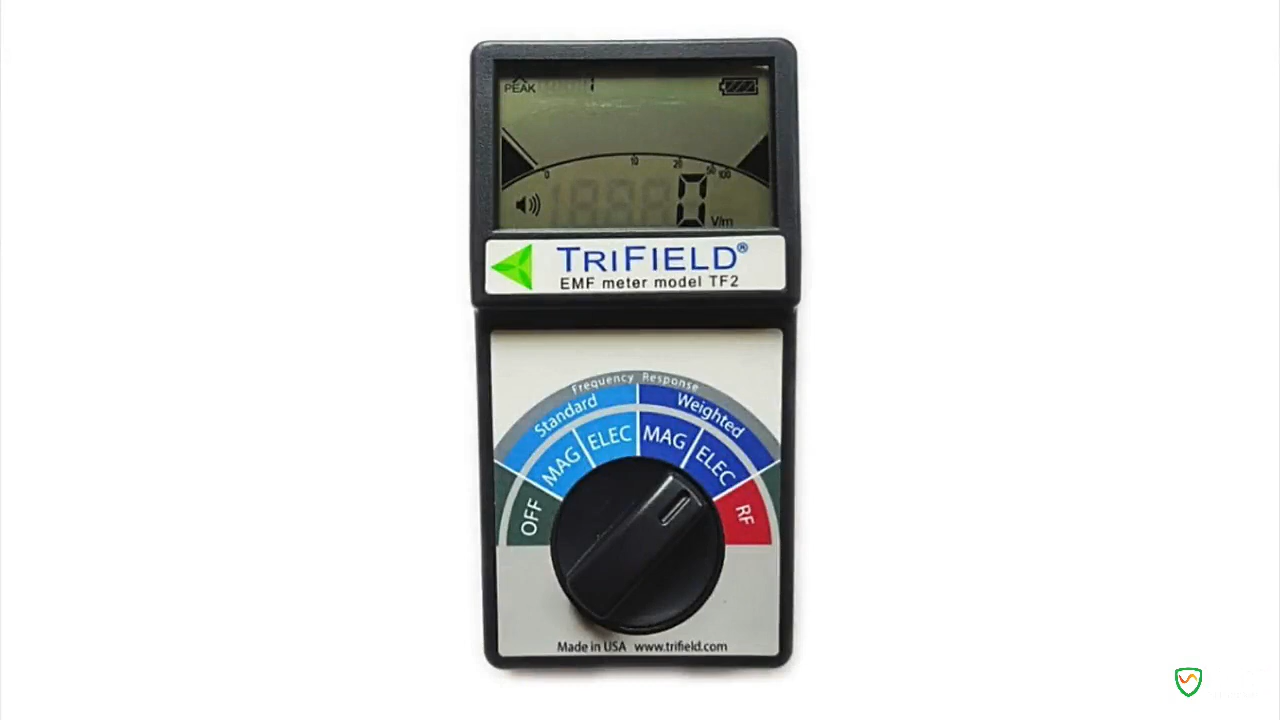 PEAK
0 10 20 50 100
0 V/m
TRIFIELD®
EMF meter model TF2
Frequency Response
Standard Weighted
OFF MAG ELEC MAG ELEC RF
Made in USA www.trifield.com